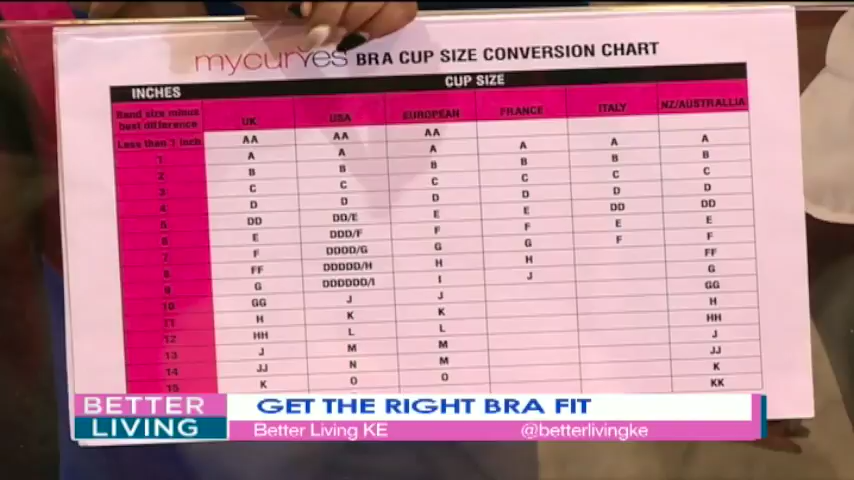 mycurves BRA CUP SIZE CONVERSION CHART
INCHES CUP SIZE
Band size minus bust difference UK USA EUROPEAN FRANCE ITALY NZ/AUSTRALLIA
Less than 1 inch AA AA AA
1 A A A A A A
2 B B B B B B
3 C C C C C C
4 D D D D D D
5 DD DD/E E E DD DD
6 E DDD/F F F E E
7 F DDDD/G G G F F
8 FF DDDDD/H H H FF
9 G DDDDDD/I I J G
10 GG J J GG
11 H K K H
12 HH L L HH
13 J M M J
14 JJ N M JJ
15 K O O K
KK
BETTER LIVING
GET THE RIGHT BRA FIT
Better Living KE @betterlivingke